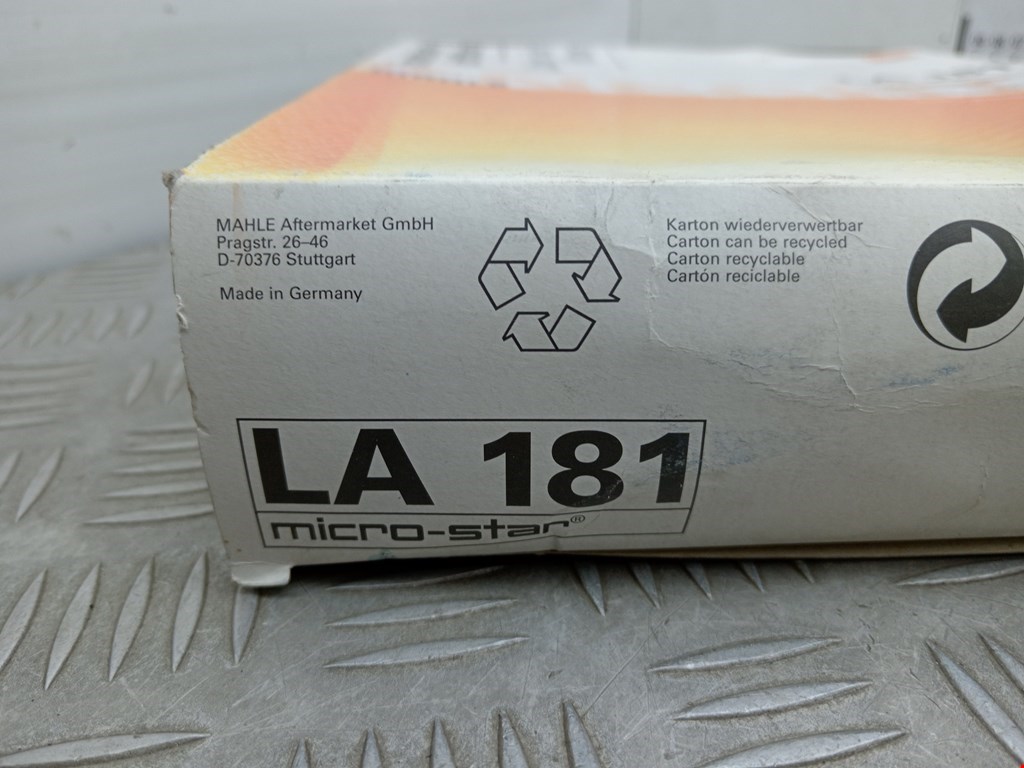 MAHLE Aftermarket GmbH
Pragstr. 26–46
D-70376 Stuttgart
Made in Germany
Karton wiederverwertbar
Carton can be recycled
Carton recyclable
Cartón reciclable
LA 181
micro-star®